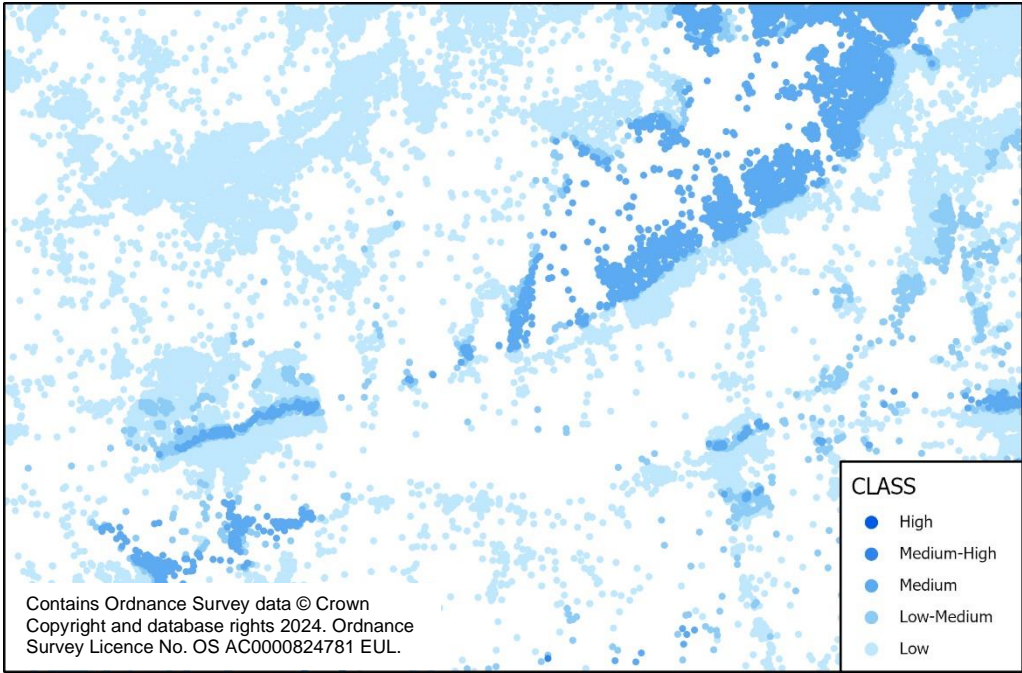 CLASS
High
Medium-High
Medium
Low-Medium
Low
Contains Ordnance Survey data © Crown
Copyright and database rights 2024. Ordnance
Survey Licence No. OS AC0000824781 EUL.